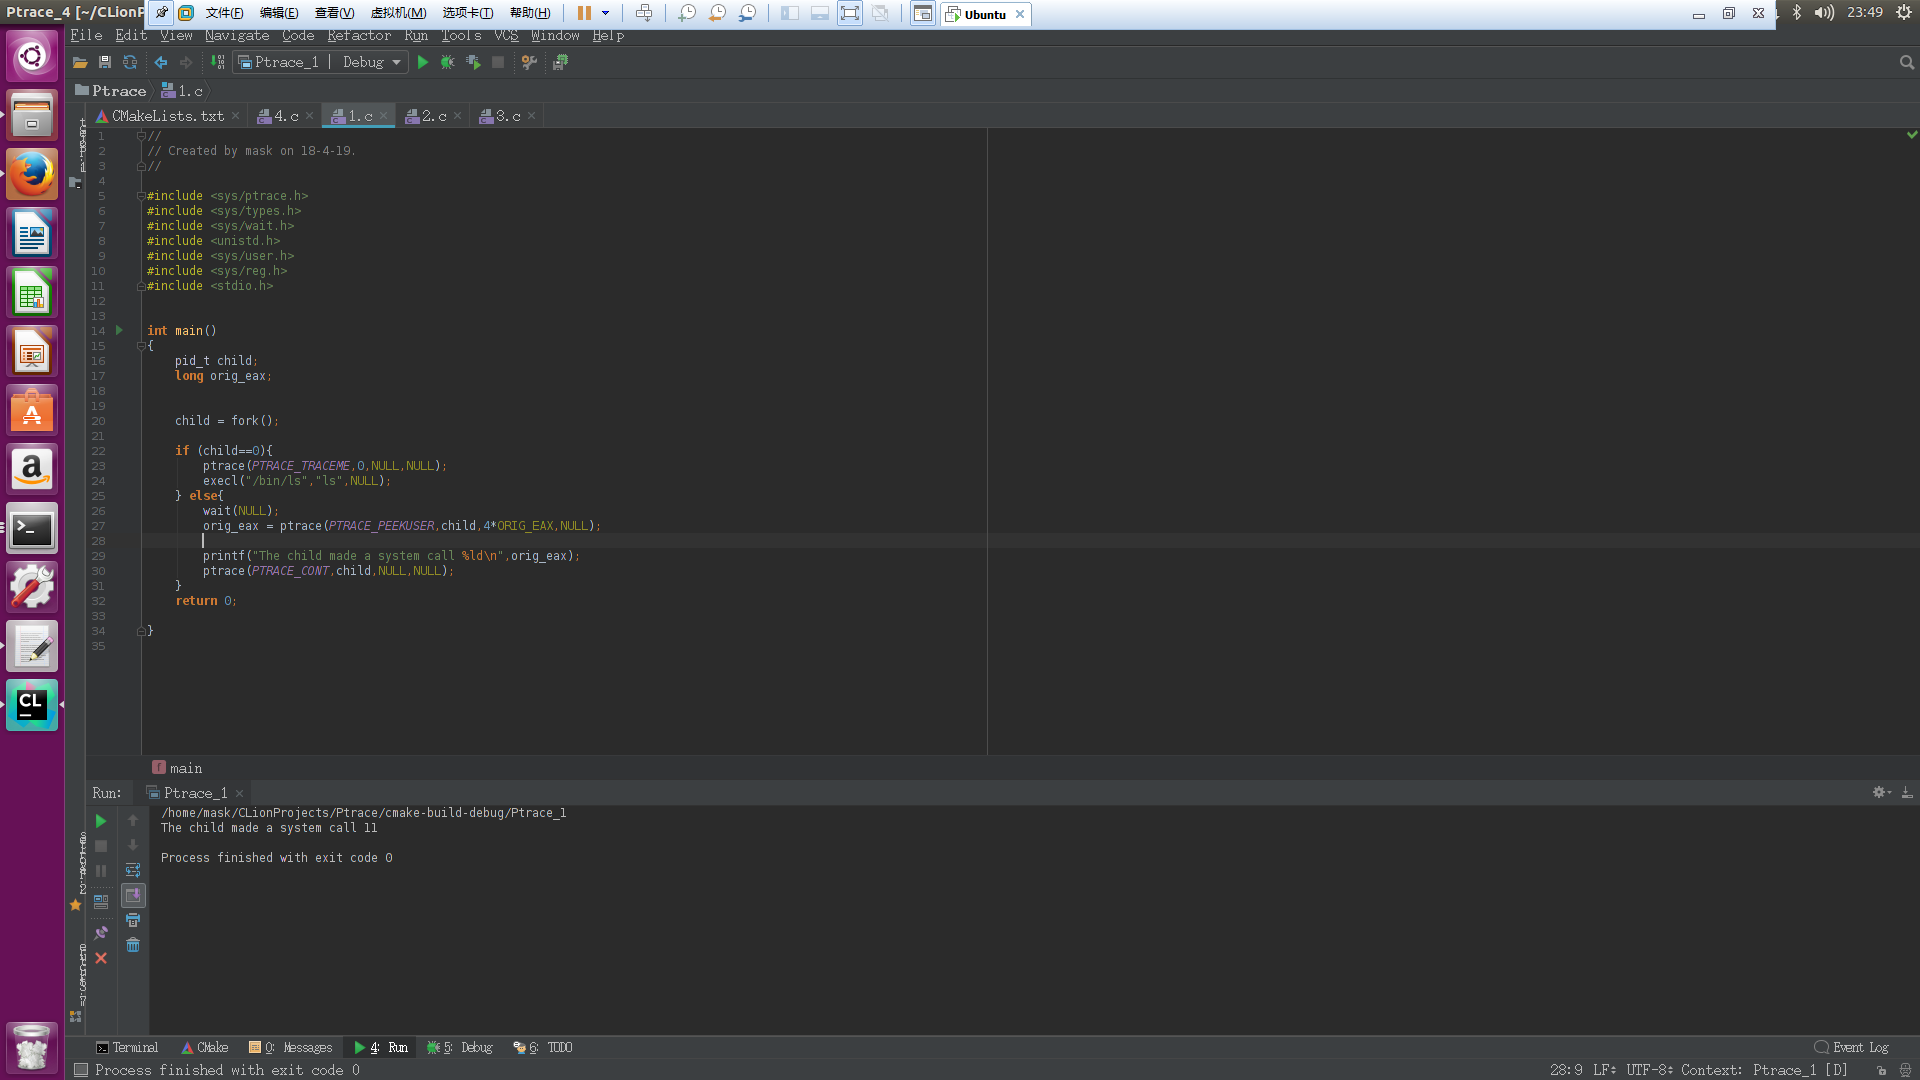 Ptrace_4 [~/CLionP
文件(F) 编辑(E) 查看(V) 虚拟机(M) 选项卡(T) 帮助(H)
Ubuntu
23:49
File Edit View Navigate Code Refactor Run Tools VCS Window Help
Ptrace_1 | Debug
Ptrace 1.c
CMakeLists.txt 4.c 1.c 2.c 3.c
1 //
2 // Created by mask on 18-4-19.
3 //
4
5 #include <sys/ptrace.h>
6 #include <sys/types.h>
7 #include <sys/wait.h>
8 #include <unistd.h>
9 #include <sys/user.h>
10 #include <sys/reg.h>
11 #include <stdio.h>
12
13
14 int main()
15 {
16 pid_t child;
17 long orig_eax;
18
19
20 child = fork();
21
22 if (child==0){
23 ptrace(PTRACE_TRACEME,0,NULL,NULL);
24 execl("/bin/ls","ls",NULL);
25 } else{
26 wait(NULL);
27 orig_eax = ptrace(PTRACE_PEEKUSER,child,4*ORIG_EAX,NULL);
28
29 printf("The child made a system call %ld\n",orig_eax);
30 ptrace(PTRACE_CONT,child,NULL,NULL);
31 }
32 return 0;
33
34 }
35
f main
Run: Ptrace_1
/home/mask/CLionProjects/Ptrace/cmake-build-debug/Ptrace_1
The child made a system call 11
Process finished with exit code 0
Terminal CMake 0: Messages 4: Run 5: Debug 6: TODO Event Log
Process finished with exit code 0 28:9 LF UTF-8 Context: Ptrace_1 [D]